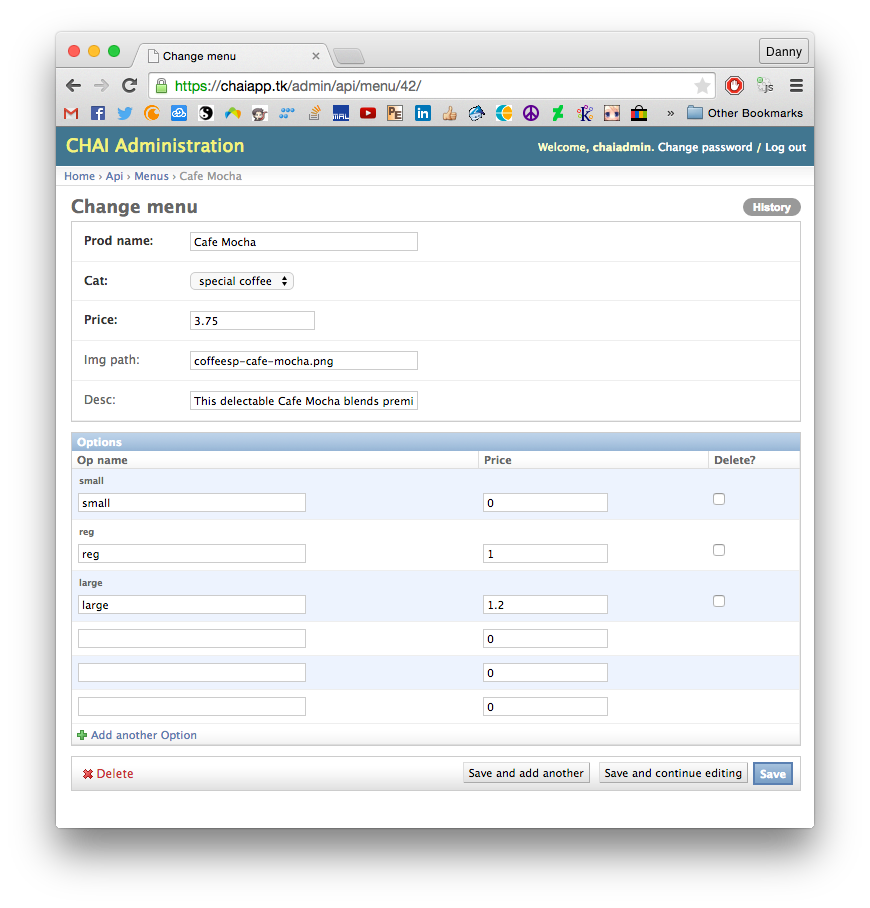 Change menu
Danny
https://chaiapp.tk/admin/api/menu/42/
» Other Bookmarks
CHAI Administration
Welcome, chaiadmin. Change password / Log out
Home › Api › Menus › Cafe Mocha
Change menu
History
Prod name: Cafe Mocha
Cat: special coffee
Price: 3.75
Img path: coffeesp-cafe-mocha.png
Desc: This delectable Cafe Mocha blends premi
Options
Op name Price Delete?
small
small 0
reg
reg 1
large
large 1.2
0
0
0
Add another Option
Delete Save and add another Save and continue editing Save